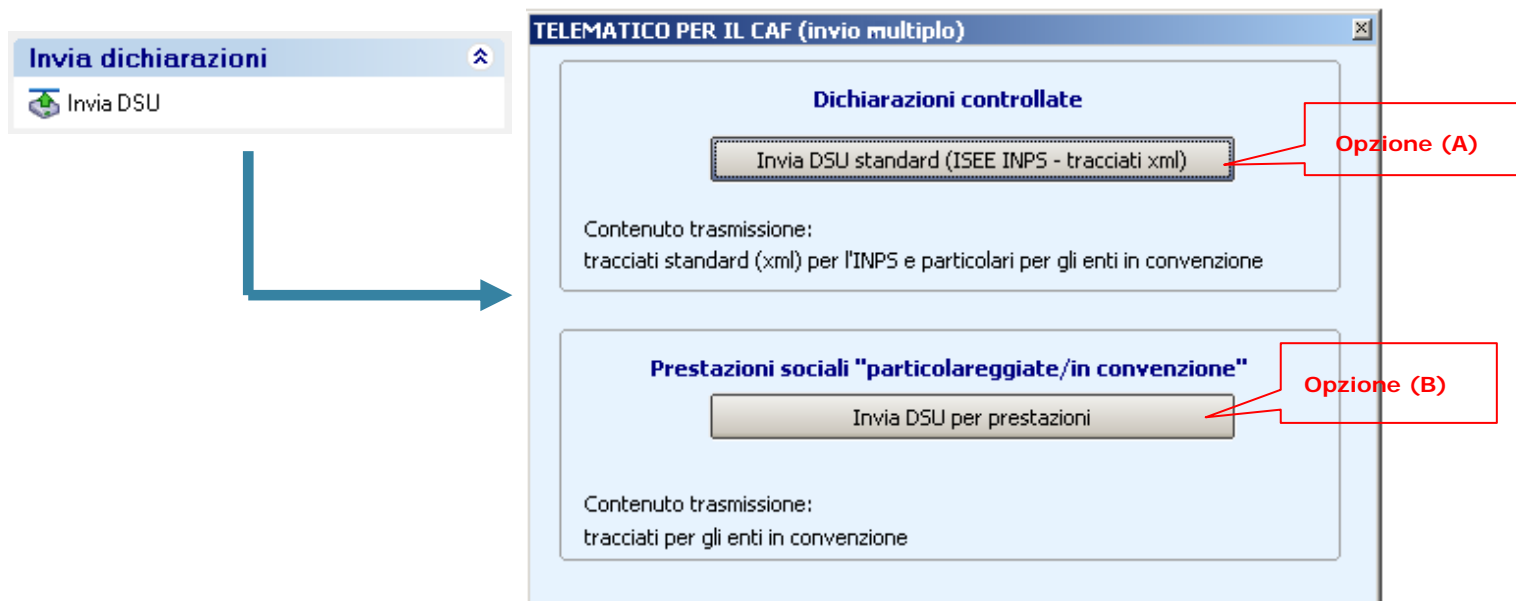 Invia dichiarazioni
Invia DSU
TELEMATICO PER IL CAF (invio multiplo)
Dichiarazioni controllate
Invia DSU standard (ISEE INPS - tracciati xml)
Opzione (A)
Contenuto trasmissione:
tracciati standard (xml) per l'INPS e particolari per gli enti in convenzione
Prestazioni sociali "particolareggiate/in convenzione"
Invia DSU per prestazioni
Opzione (B)
Contenuto trasmissione:
tracciati per gli enti in convenzione